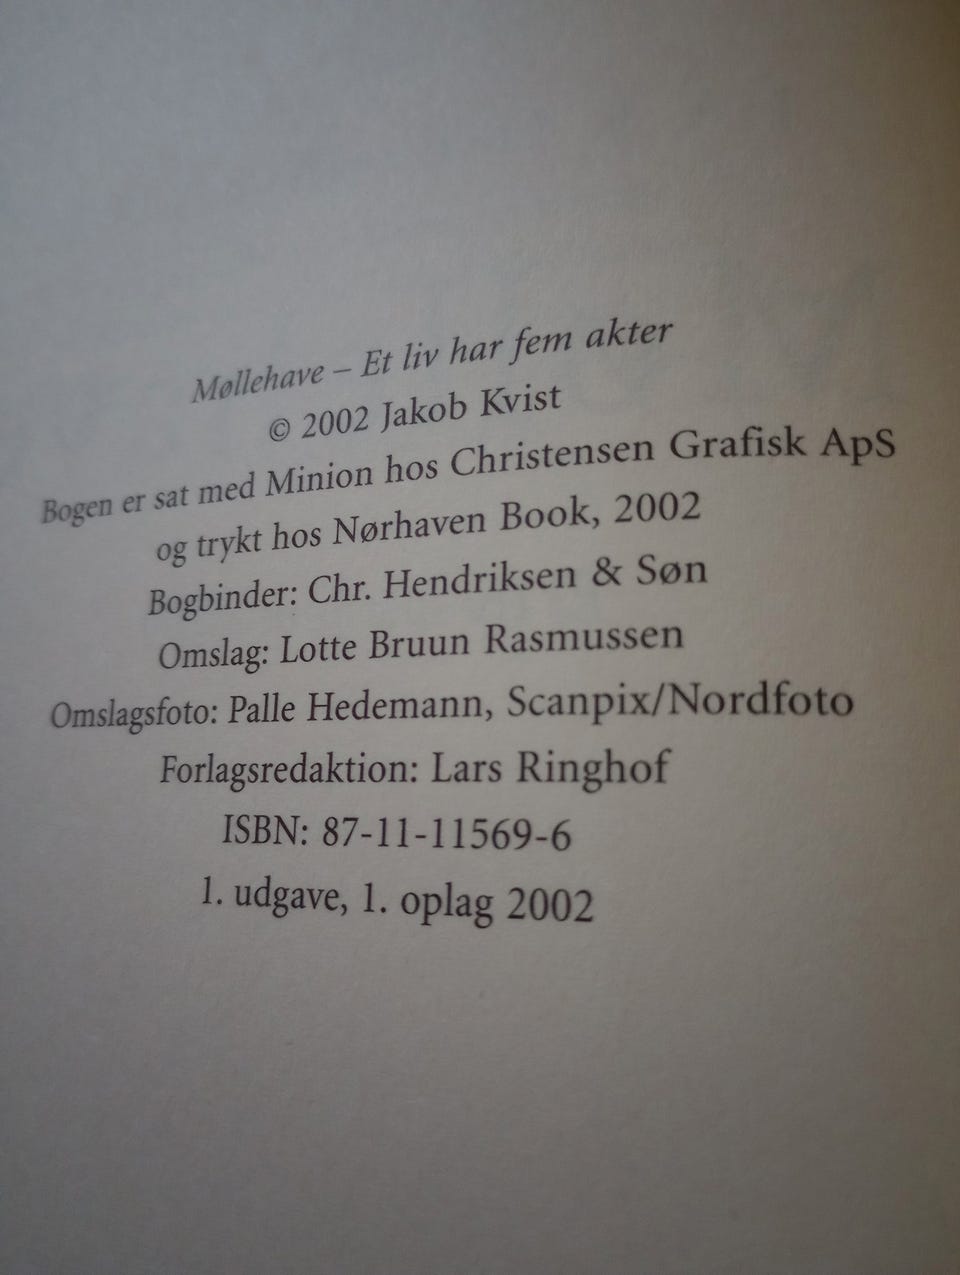 Møllehave – Et liv har fem akter
© 2002 Jakob Kvist
Bogen er sat med Minion hos Christensen Grafisk ApS
og trykt hos Nørhaven Book, 2002
Bogbinder: Chr. Hendriksen & Søn
Omslag: Lotte Bruun Rasmussen
Omslagsfoto: Palle Hedemann, Scanpix/Nordfoto
Forlagsredaktion: Lars Ringhof
ISBN: 87-11-11569-6
1. udgave, 1. oplag 2002